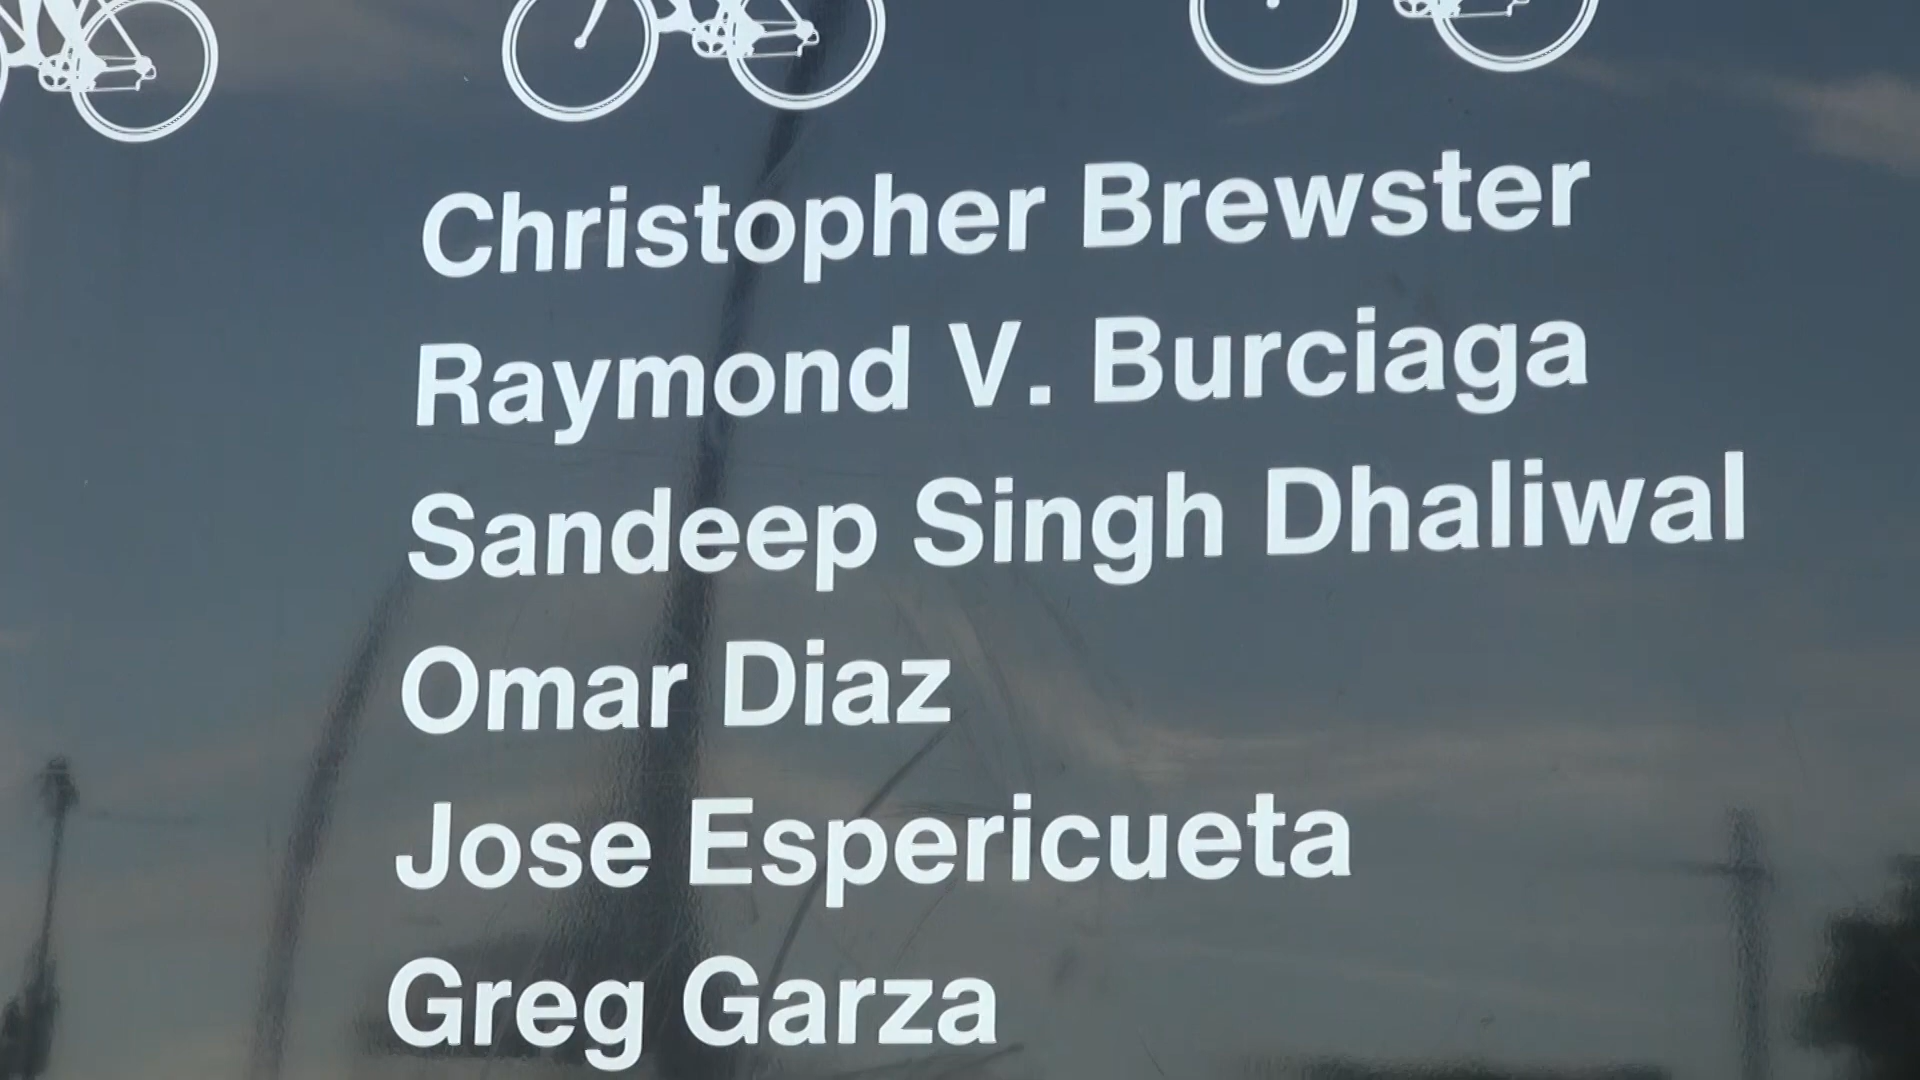 Christopher Brewster
Raymond V. Burciaga
Sandeep Singh Dhaliwal
Omar Diaz
Jose Espericueta
Greg Garza